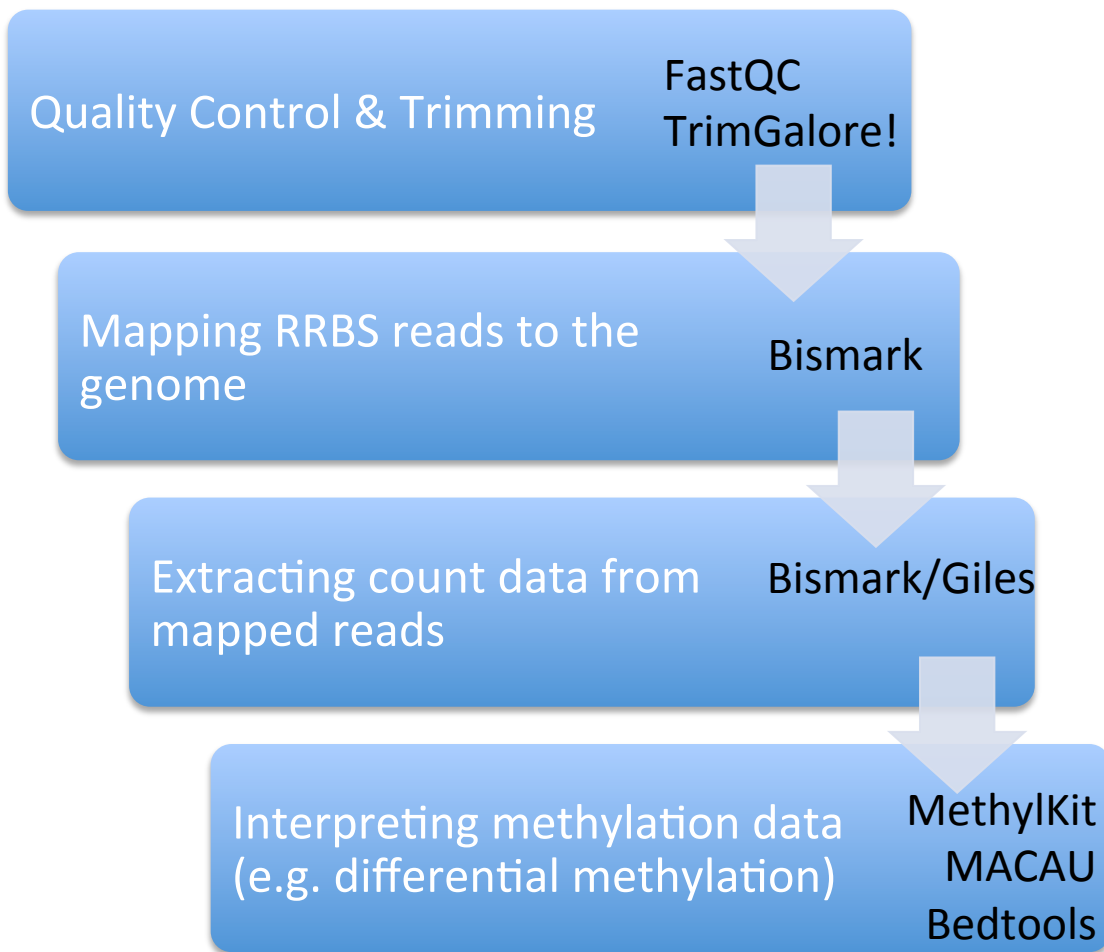 Quality Control & Trimming
FastQC
TrimGalore!
Mapping RRBS reads to the
genome
Bismark
Extracting count data from
mapped reads
Bismark/Giles
Interpreting methylation data
(e.g. differential methylation)
MethylKit
MACAU
Bedtools